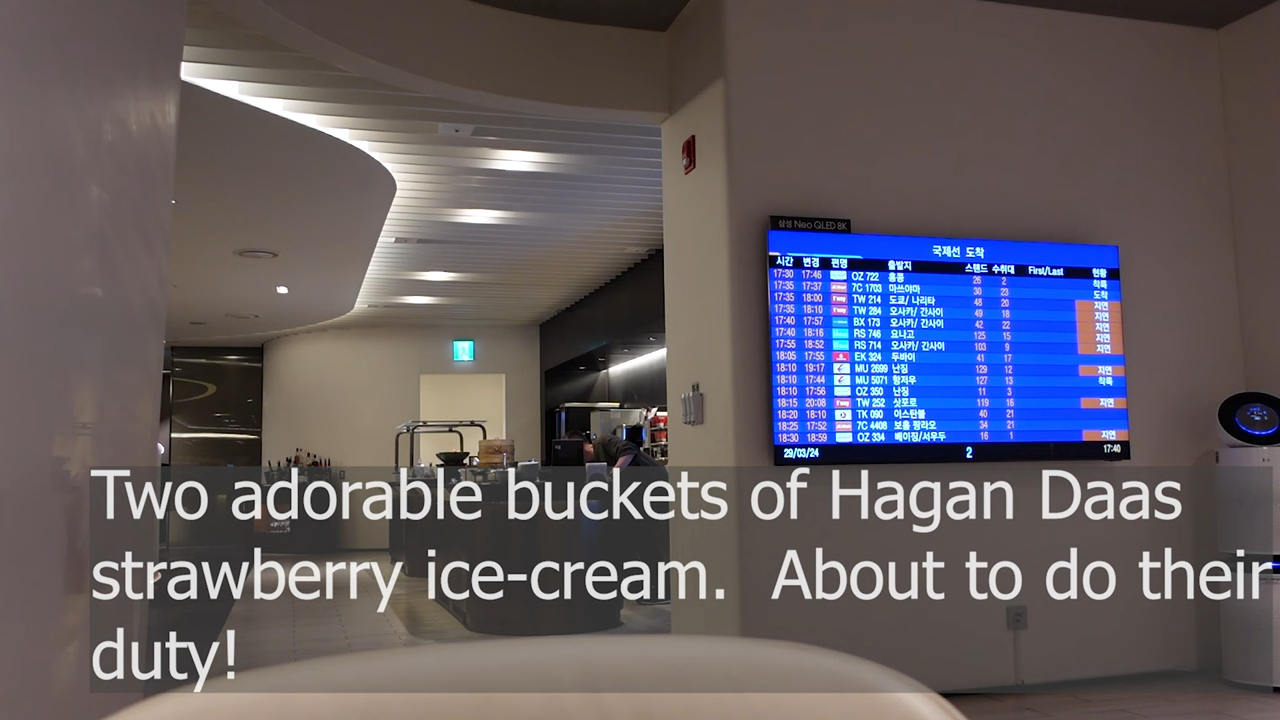 삼성 Neo QLED 8K
국제선 도착
시간 변경 편명 출발지 스탠드 수취대 First/Last 현황
17:30 17:46 OZ 722 홍콩 26 2 착륙
17:35 17:37 7C 1703 마쓰야마 30 23 도착
17:35 18:00 TW 214 도쿄/ 나리타 48 20 지연
17:35 18:10 TW 284 오사카/ 간사이 49 18 지연
17:40 17:57 BX 173 오사카/ 간사이 42 22 지연
17:40 18:16 RS 746 요나고 125 15 지연
17:55 18:52 RS 714 오사카/ 간사이 103 9 지연
18:05 17:55 EK 324 두바이 41 17
18:10 19:17 MU 2699 난징 129 12 지연
18:10 17:44 MU 5071 항저우 127 13 착륙
18:10 17:56 OZ 350 난징 11 3
18:15 20:08 TW 252 삿포로 119 16 지연
18:20 18:10 TK 090 이스탄불 40 21
18:25 17:52 7C 4408 보홀 팡라오 34 21
18:30 18:59 OZ 334 베이징/서우두 16 1 지연
29/03/24 2 17:40
Two adorable buckets of Hagan Daas
strawberry ice-cream. About to do their
duty!